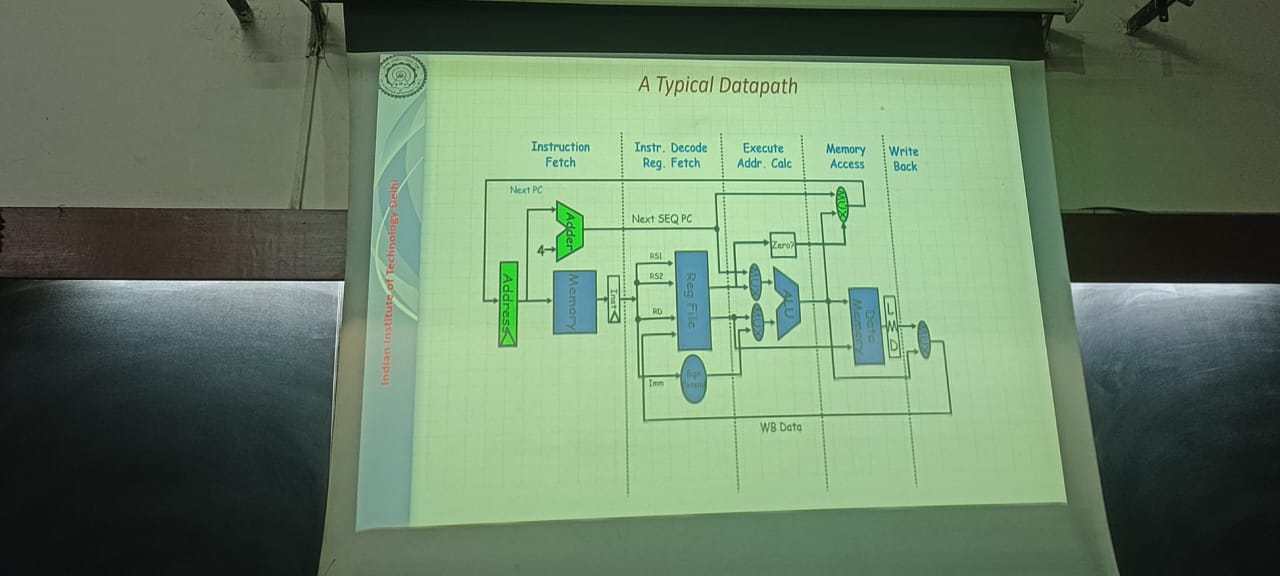 A Typical Datapath
Indian Institute of Technology Delhi
Instruction
Fetch
Instr. Decode
Reg. Fetch
Execute
Addr. Calc
Memory
Access
Write
Back
Next PC
Next SEQ PC
Adder
4
Address
Memory
Inst
RS1
RS2
RD
Imm
Reg File
Sign
Extend
Zero?
MUX
MUX
MUX
ALU
Data
Memory
LMD
MUX
WB Data